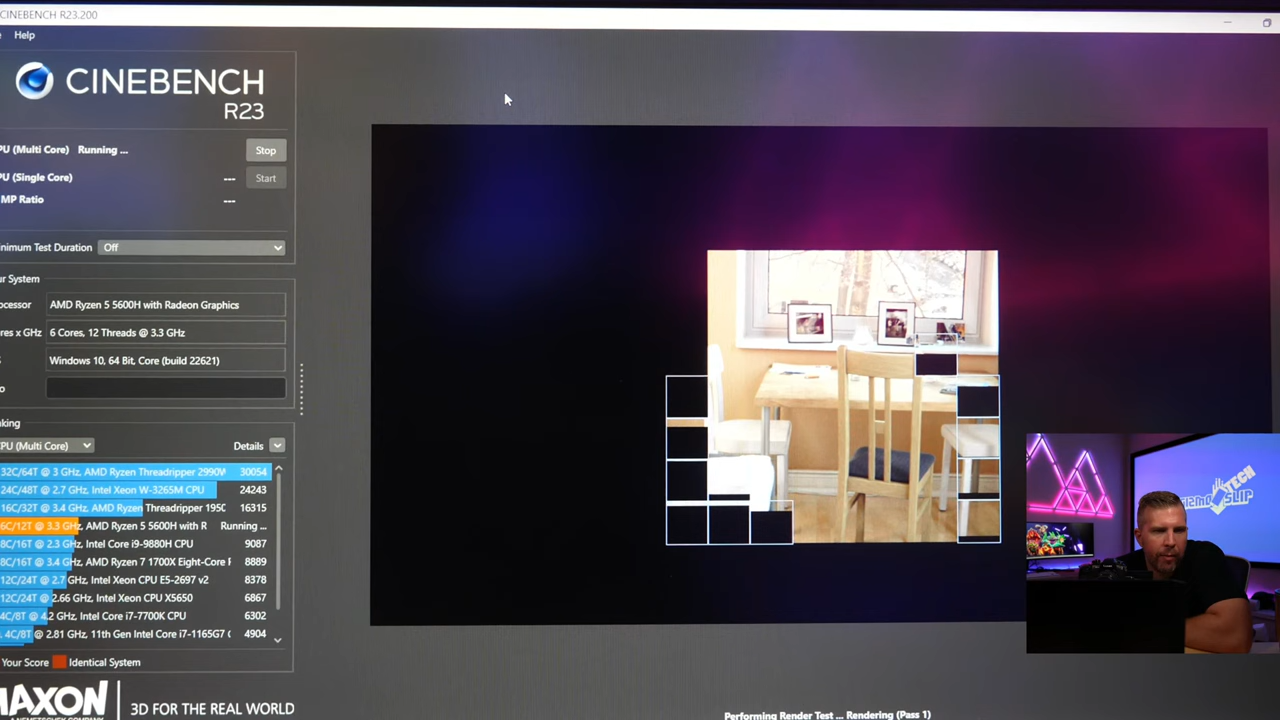 CINEBENCH R23.200
Help
CINEBENCH
R23
PU (Multi Core) Running ...
Stop
PU (Single Core)
---
Start
MP Ratio
---
nimum Test Duration
Off
ur System
ocessor
AMD Ryzen 5 5600H with Radeon Graphics
res x GHz
6 Cores, 12 Threads @ 3.3 GHz
S
Windows 10, 64 Bit, Core (build 22621)
o
nking
CPU (Multi Core)
Details
32C/64T @ 3 GHz, AMD Ryzen Threadripper 2990W 30054
24C/48T @ 2.7 GHz, Intel Xeon W-3265M CPU 24243
16C/32T @ 3.4 GHz, AMD Ryzen Threadripper 1950 16315
6C/12T @ 3.3 GHz, AMD Ryzen 5 5600H with R Running ...
8C/16T @ 2.3 GHz, Intel Core i9-9880H CPU 9087
8C/16T @ 3.4 GHz, AMD Ryzen 7 1700X Eight-Core P 8889
12C/24T @ 2.7 GHz, Intel Xeon CPU E5-2697 v2 8378
12C/24T @ 2.66 GHz, Intel Xeon CPU X5650 6867
4C/8T @ 4.2 GHz, Intel Core i7-7700K CPU 6302
4C/8T @ 2.81 GHz, 11th Gen Intel Core i7-1165G7 4904
Your Score
Identical System
MAXON
A NEMETSCHEK COMPANY
3D FOR THE REAL WORLD
Performing Render Test ... Rendering (Pass 1)
GIZMO SLIP TECH